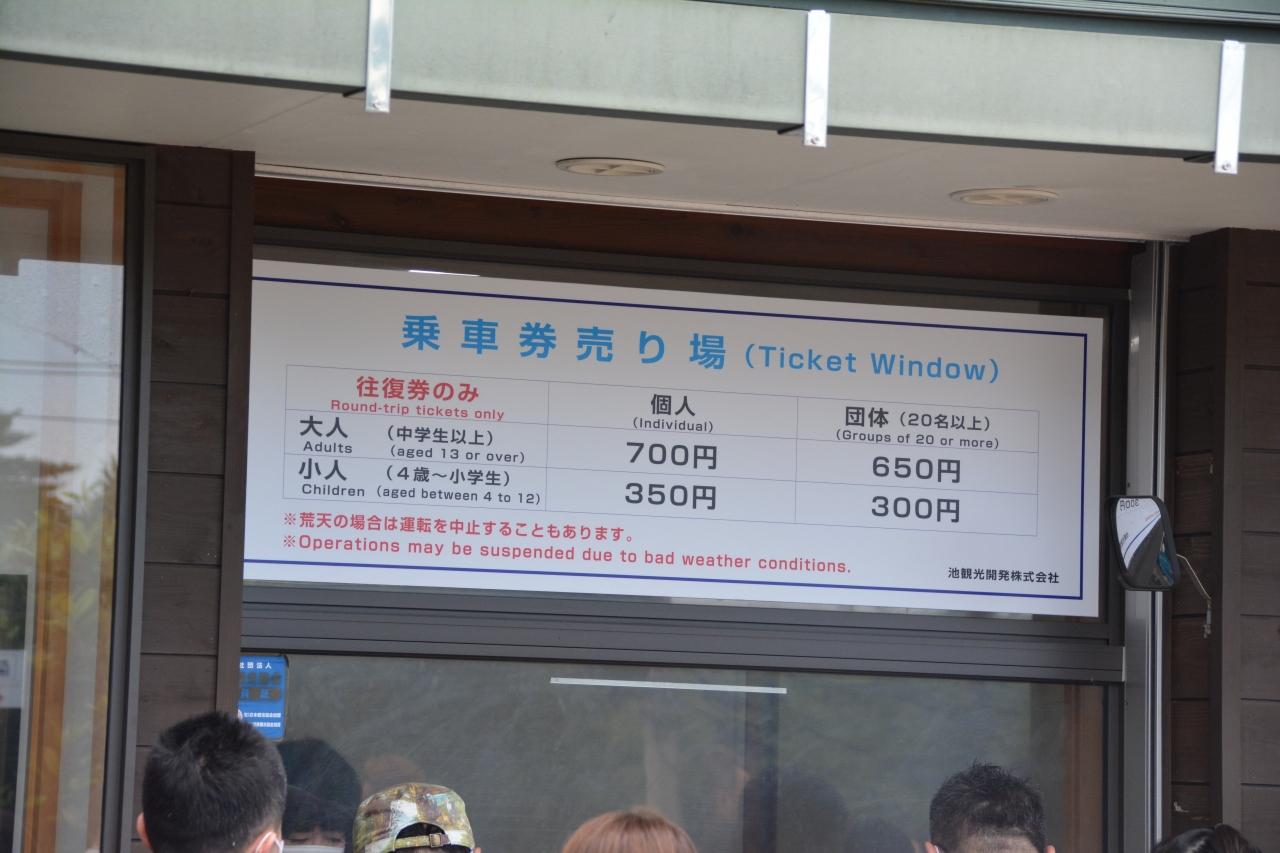 乗車券売り場 (Ticket Window)
往復券のみ
Round-trip tickets only
個人
(Individual)
団体 (20名以上)
(Groups of 20 or more)
大人 (中学生以上)
Adults (aged 13 or over)
700円
650円
小人 (4歳～小学生)
Children (aged between 4 to 12)
350円
300円
※荒天の場合は運転を中止することもあります。
※Operations may be suspended due to bad weather conditions.
池観光開発株式会社
社団法人